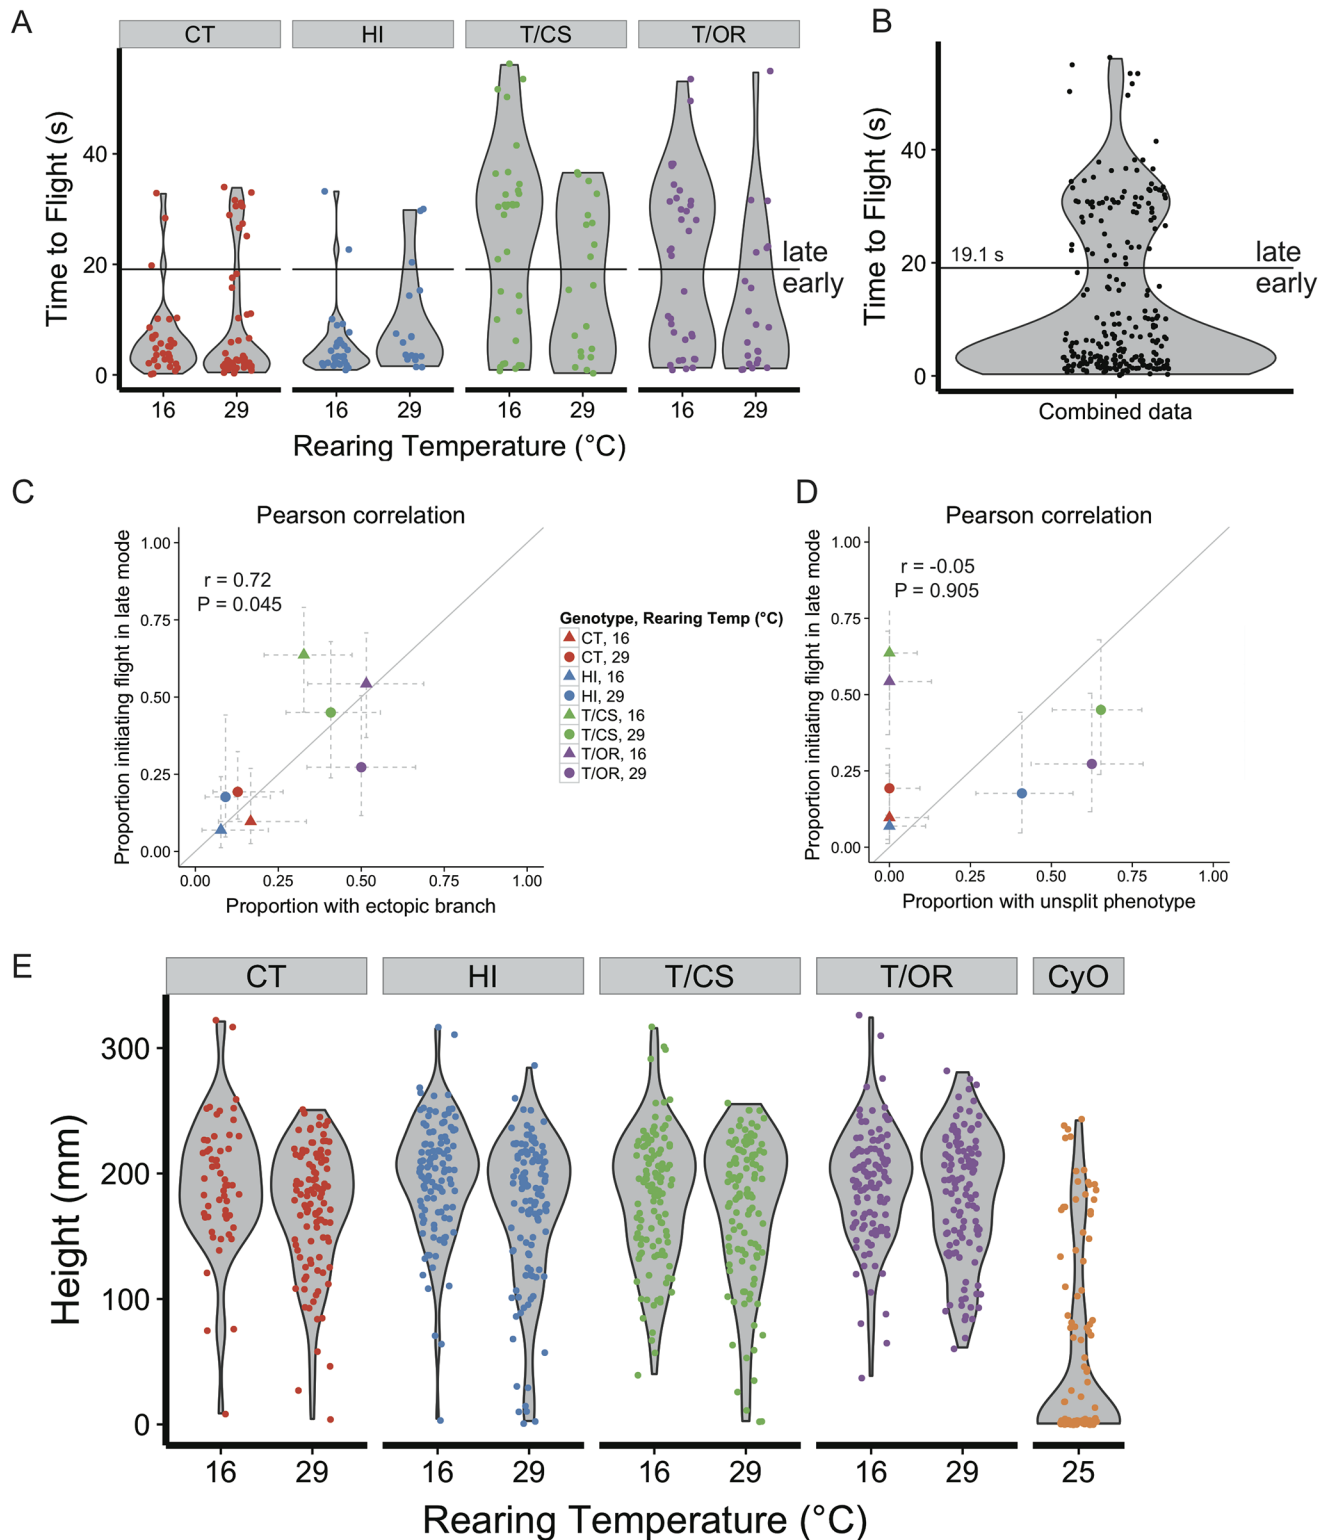 A
CT HI T/CS T/OR
Time to Flight (s)
40
20
0
late
early
16 29 16 29 16 29 16 29
Rearing Temperature (°C)
B
Time to Flight (s)
40
20
0
19.1 s
late
early
Combined data
C
Pearson correlation
r = 0.72
P = 0.045
Proportion initiating flight in late mode
1.00
0.75
0.50
0.25
0.00
0.00 0.25 0.50 0.75 1.00
Proportion with ectopic branch
Genotype, Rearing Temp (°C)
CT, 16
CT, 29
HI, 16
HI, 29
T/CS, 16
T/CS, 29
T/OR, 16
T/OR, 29
D
Pearson correlation
r = -0.05
P = 0.905
Proportion initiating flight in late mode
1.00
0.75
0.50
0.25
0.00
0.00 0.25 0.50 0.75 1.00
Proportion with unsplit phenotype
E
CT HI T/CS T/OR CyO
Height (mm)
300
200
100
0
16 29 16 29 16 29 16 29 25
Rearing Temperature (°C)